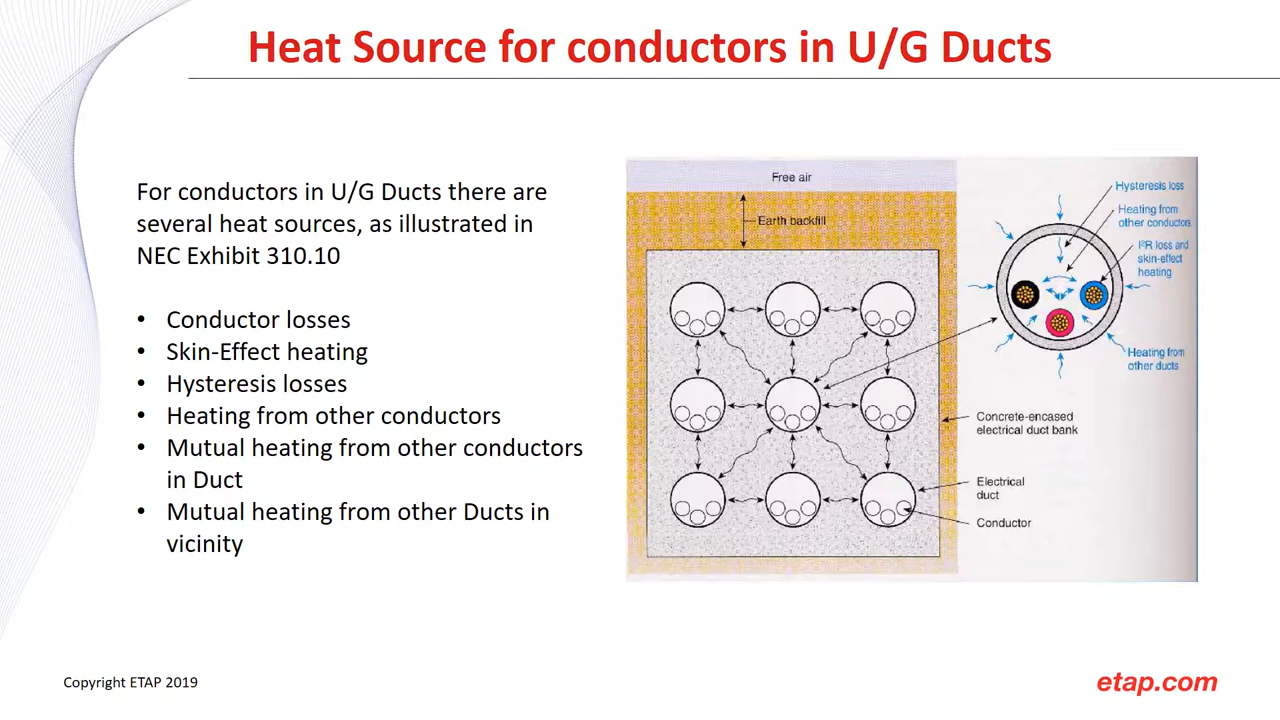 Heat Source for conductors in U/G Ducts
For conductors in U/G Ducts there are
several heat sources, as illustrated in
NEC Exhibit 310.10
• Conductor losses
• Skin-Effect heating
• Hysteresis losses
• Heating from other conductors
• Mutual heating from other conductors
in Duct
• Mutual heating from other Ducts in
vicinity
Free air
Earth backfill
Hysteresis loss
Heating from
other conductors
I²R loss and
skin-effect
heating
Heating from
other ducts
Concrete-encased
electrical duct bank
Electrical
duct
Conductor
Copyright ETAP 2019
etap.com